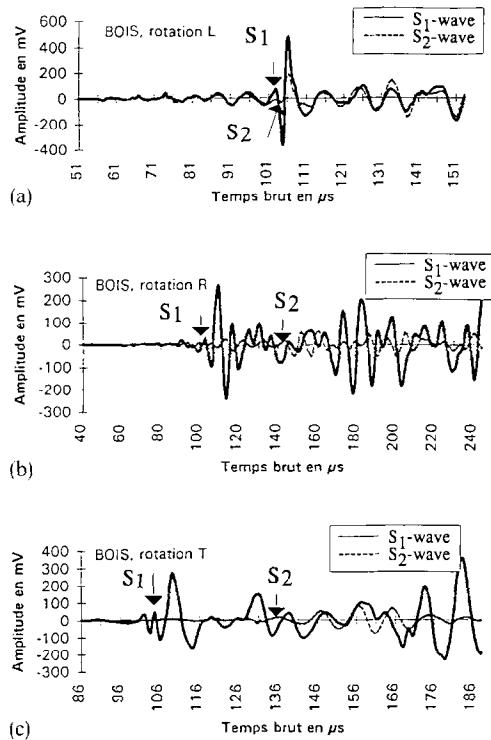 BOIS, rotation L
S1
S1-wave
S2-wave
600
400
200
0
-200
-400
Amplitude en mV
S2
51
61
71
81
91
101
111
121
131
141
151
(a)
Temps brut en µs
BOIS, rotation R
S1
S2
S1-wave
S2-wave
300
200
100
0
-100
-200
-300
Amplitude en mV
40
60
80
100
120
140
160
180
200
220
240
(b)
Temps brut en µs
BOIS, rotation T
S1
S2
S1-wave
S2-wave
400
300
200
100
0
-100
-200
-300
Amplitude en mV
86
96
106
116
126
136
146
156
166
176
186
(c)
Temps brut en µs